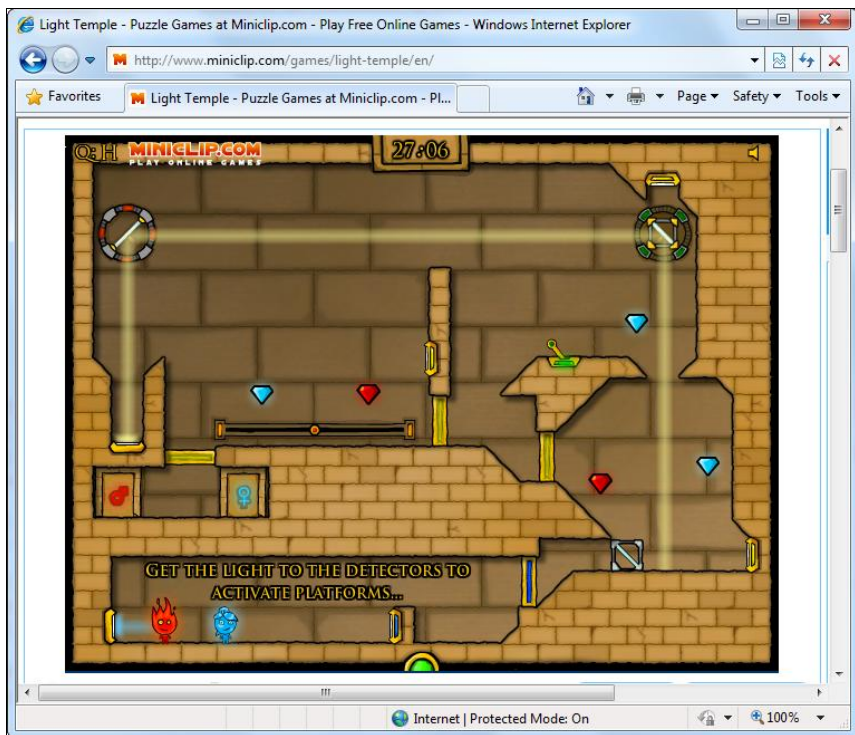 Light Temple - Puzzle Games at Miniclip.com - Play Free Online Games - Windows Internet Explorer
http://www.miniclip.com/games/light-temple/en/
Favorites
Light Temple - Puzzle Games at Miniclip.com - Pl...
Page
Safety
Tools
Q: H
MINICLIP.COM
PLAY ONLINE GAMES
27:06
GET THE LIGHT TO THE DETECTORS TO
ACTIVATE PLATFORMS...
Internet | Protected Mode: On
100%